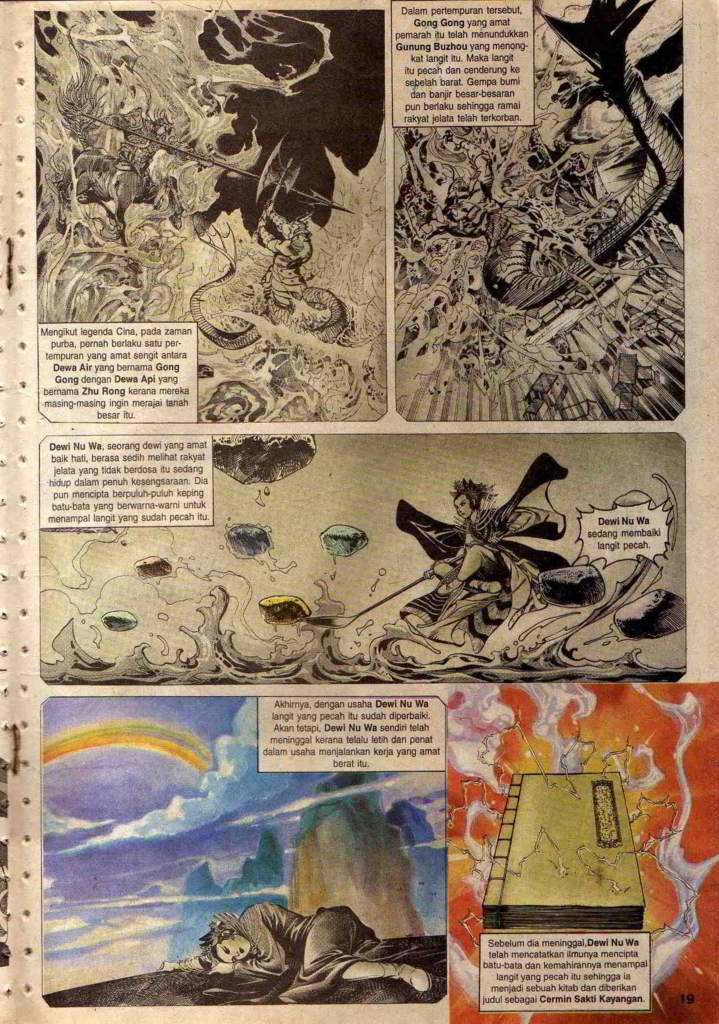 Mengikut legenda Cina, pada zaman
purba, pernah berlaku satu per-
tempuran yang amat sengit antara
Dewa Air yang bernama Gong
Gong dengan Dewa Api yang
bernama Zhu Rong kerana mereka
masing-masing ingin merajai tanah
besar itu.
Dalam pertempuran tersebut,
Gong Gong yang amat
pemarah itu telah menundukkan
Gunung Buzhou yang menong-
kat langit itu. Maka langit
itu pecah dan cenderung ke
sebelah barat. Gempa bumi
dan banjir besar-besaran
pun berlaku sehingga ramai
rakyat jelata telah terkorban.
Dewi Nu Wa, seorang dewi yang amat
baik hati, berasa sedih melihat rakyat
jelata yang tidak berdosa itu sedang
hidup dalam penuh kesengsaraan. Dia
pun mencipta berpuluh-puluh keping
batu-bata yang berwarna-warni untuk
menampal langit yang sudah pecah itu.
Dewi Nu Wa
sedang membaiki
langit pecah.
Akhirnya, dengan usaha Dewi Nu Wa
langit yang pecah itu sudah diperbaiki.
Akan tetapi, Dewi Nu Wa sendiri telah
meninggal kerana telalu letih dan penat
dalam usaha menjalankan kerja yang amat
berat itu.
Sebelum dia meninggal,Dewi Nu Wa
telah mencatatkan ilmunya mencipta
batu-bata dan kemahirannya menampal
langit yang pecah itu sehingga ia
menjadi sebuah kitab dan diberikan
judul sebagai Cermin Sakti Kayangan.
19